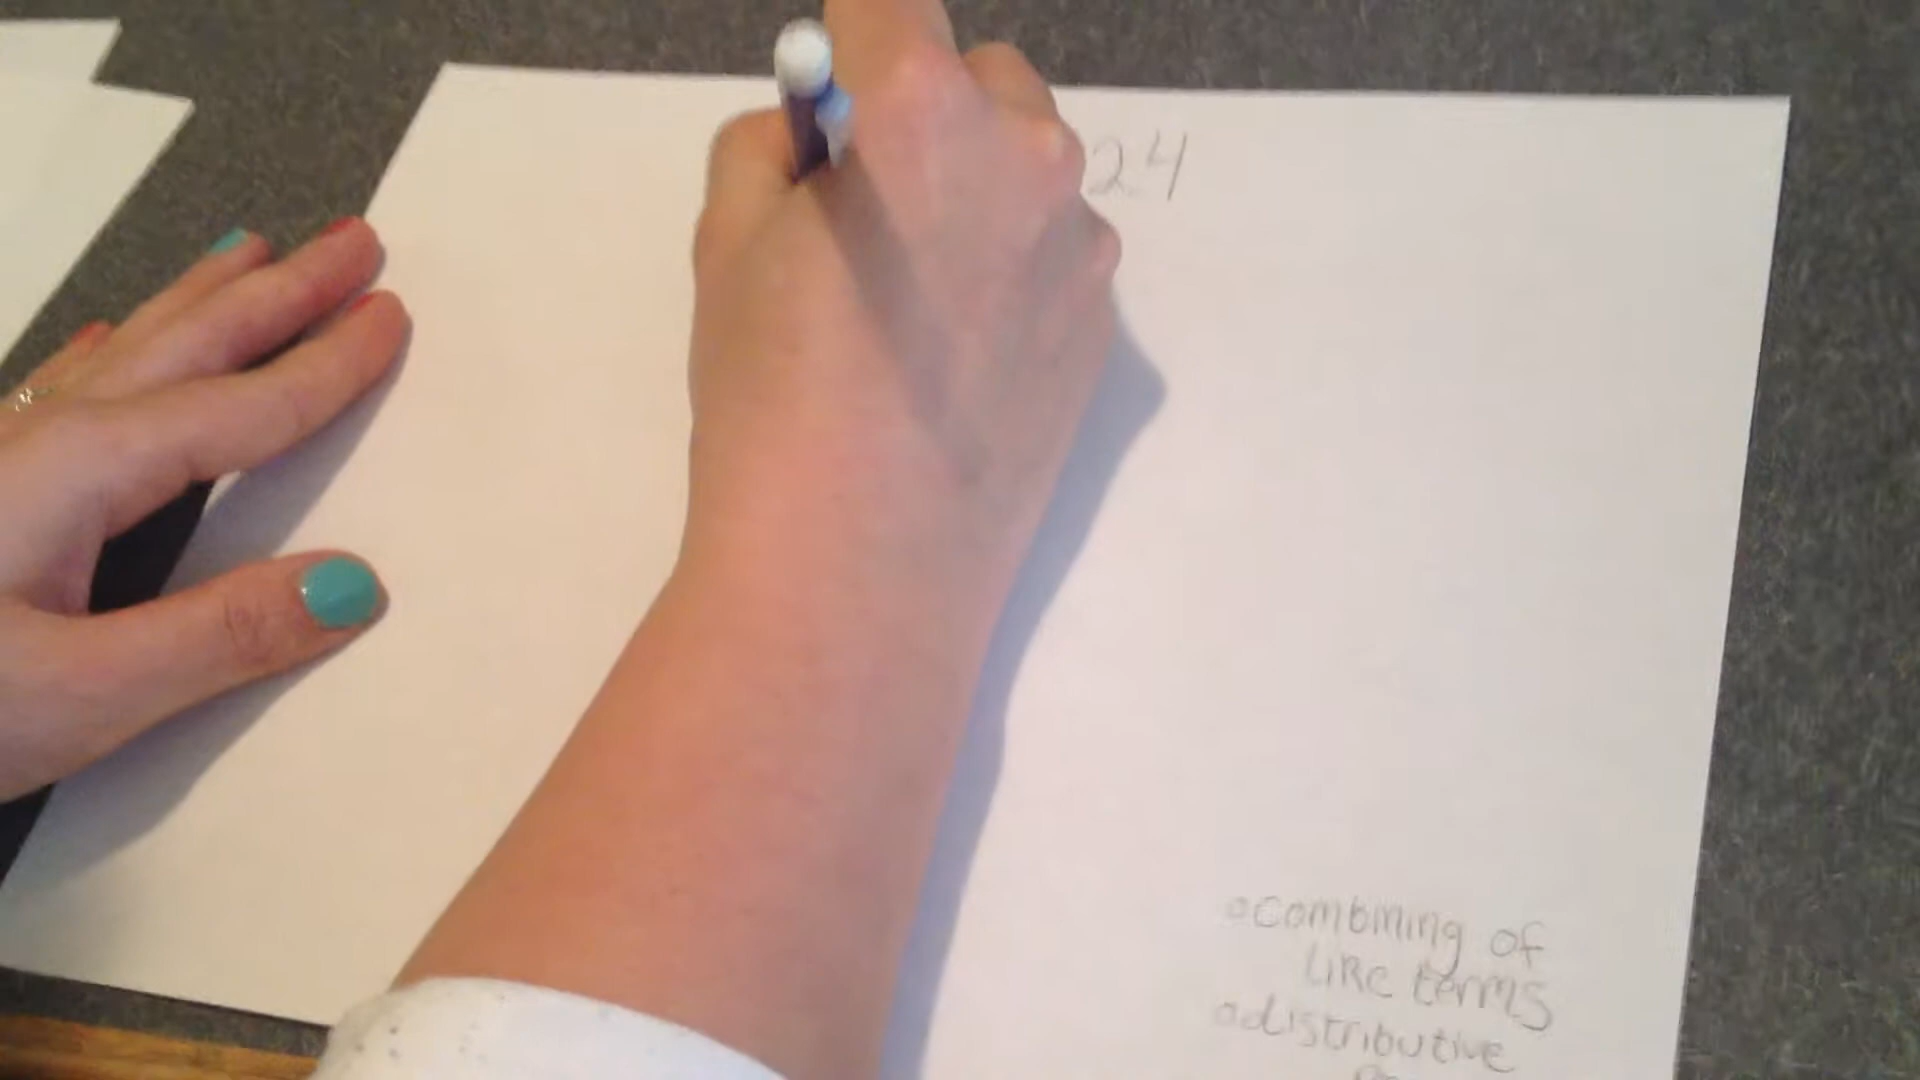 24
combining of
like terms
distributive